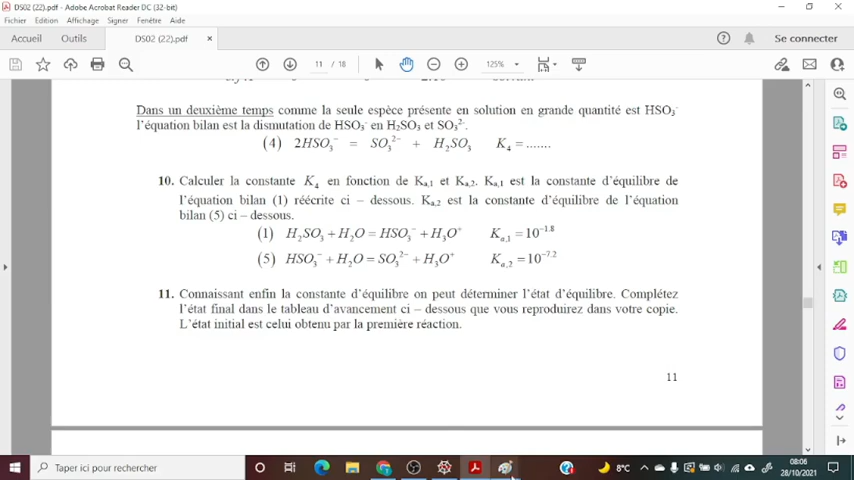 DS02 (22).pdf - Adobe Acrobat Reader DC (32-bit)
Fichier Edition Affichage Signer Fenêtre Aide
Accueil Outils DS02 (22).pdf × Se connecter
11 / 18 125%
Dans un deuxième temps comme la seule espèce présente en solution en grande quantité est HSO₃⁻
l'équation bilan est la dismutation de HSO₃⁻ en H₂SO₃ et SO₃²⁻.
(4) 2HSO₃⁻ = SO₃²⁻ + H₂SO₃ K₄ = .......
10. Calculer la constante K₄ en fonction de Kₐ,₁ et Kₐ,₂. Kₐ,₁ est la constante d'équilibre de
l'équation bilan (1) réécrite ci – dessous. Kₐ,₂ est la constante d'équilibre de l'équation
bilan (5) ci – dessous.
(1) H₂SO₃ + H₂O = HSO₃⁻ + H₃O⁺ Kₐ,₁ = 10⁻¹·⁸
(5) HSO₃⁻ + H₂O = SO₃²⁻ + H₃O⁺ Kₐ,₂ = 10⁻⁷·²
11. Connaissant enfin la constante d'équilibre on peut déterminer l'état d'équilibre. Complétez
l'état final dans le tableau d'avancement ci – dessous que vous reproduirez dans votre copie.
L'état initial est celui obtenu par la première réaction.
11
Taper ici pour rechercher
8°C
08:06
28/10/2021